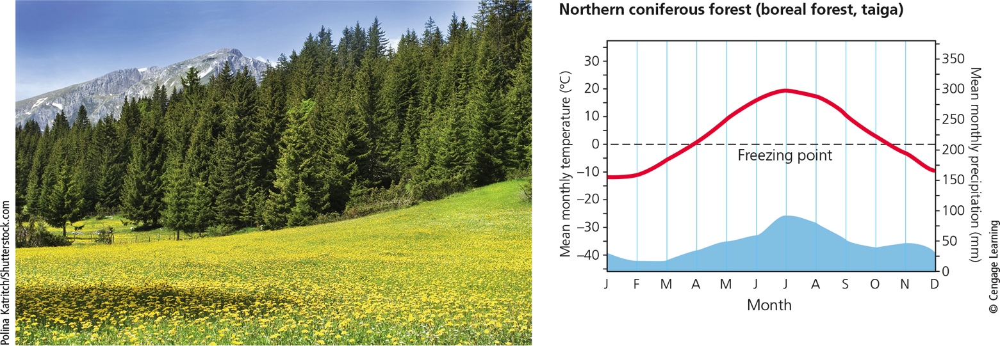 Polina Katritch/Shutterstock.com
Northern coniferous forest (boreal forest, taiga)
Mean monthly temperature (°C)
30
20
10
0
–10
–20
–30
–40
Freezing point
350
300
250
200
150
100
50
0
Mean monthly precipitation (mm)
J F M A M J J A S O N D
Month
© Cengage Learning